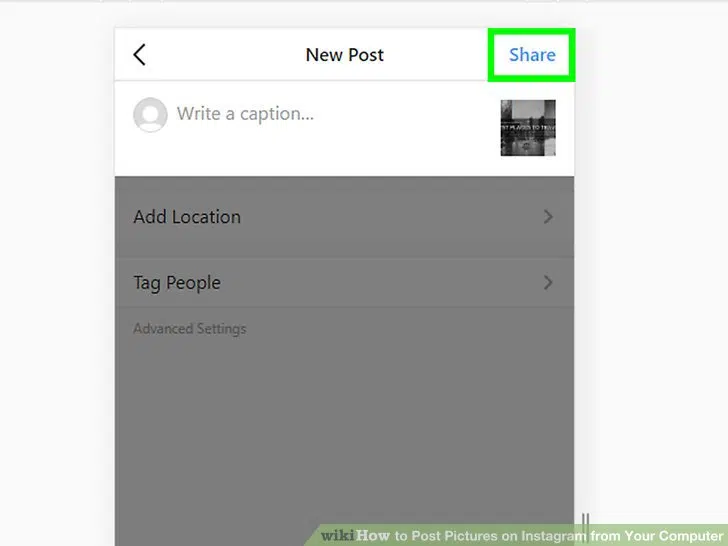 New Post
Share
Write a caption...
Add Location
Tag People
Advanced Settings
wikiHow to Post Pictures on Instagram from Your Computer